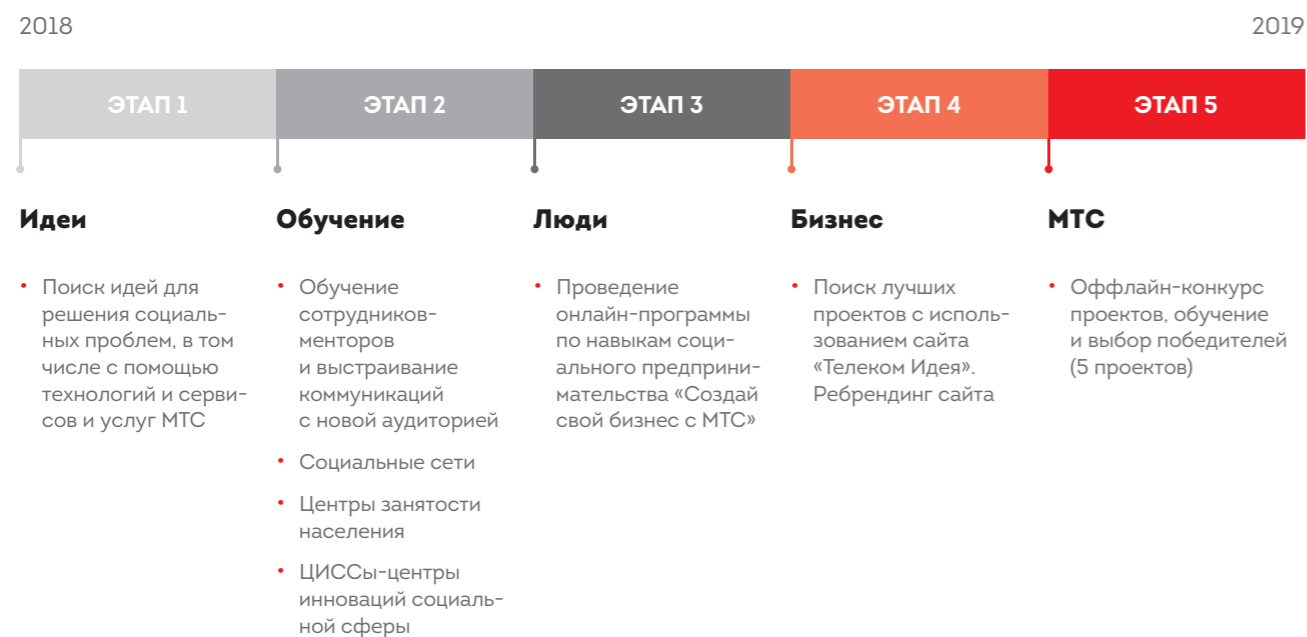 2018
2019
ЭТАП 1
ЭТАП 2
ЭТАП 3
ЭТАП 4
ЭТАП 5
Идеи
• Поиск идей для
решения социаль-
ных проблем, в том
числе с помощью
технологий и серви-
сов и услуг МТС
Обучение
• Обучение
сотрудников-
менторов
и выстраивание
коммуникаций
с новой аудиторией
• Социальные сети
• Центры занятости
населения
• ЦИССы-центры
инноваций социаль-
ной сферы
Люди
• Проведение
онлайн-программы
по навыкам соци-
ального предприни-
мательства «Создай
свой бизнес с МТС»
Бизнес
• Поиск лучших
проектов с исполь-
зованием сайта
«Телеком Идея».
Ребрендинг сайта
МТС
• Оффлайн-конкурс
проектов, обучение
и выбор победителей
(5 проектов)